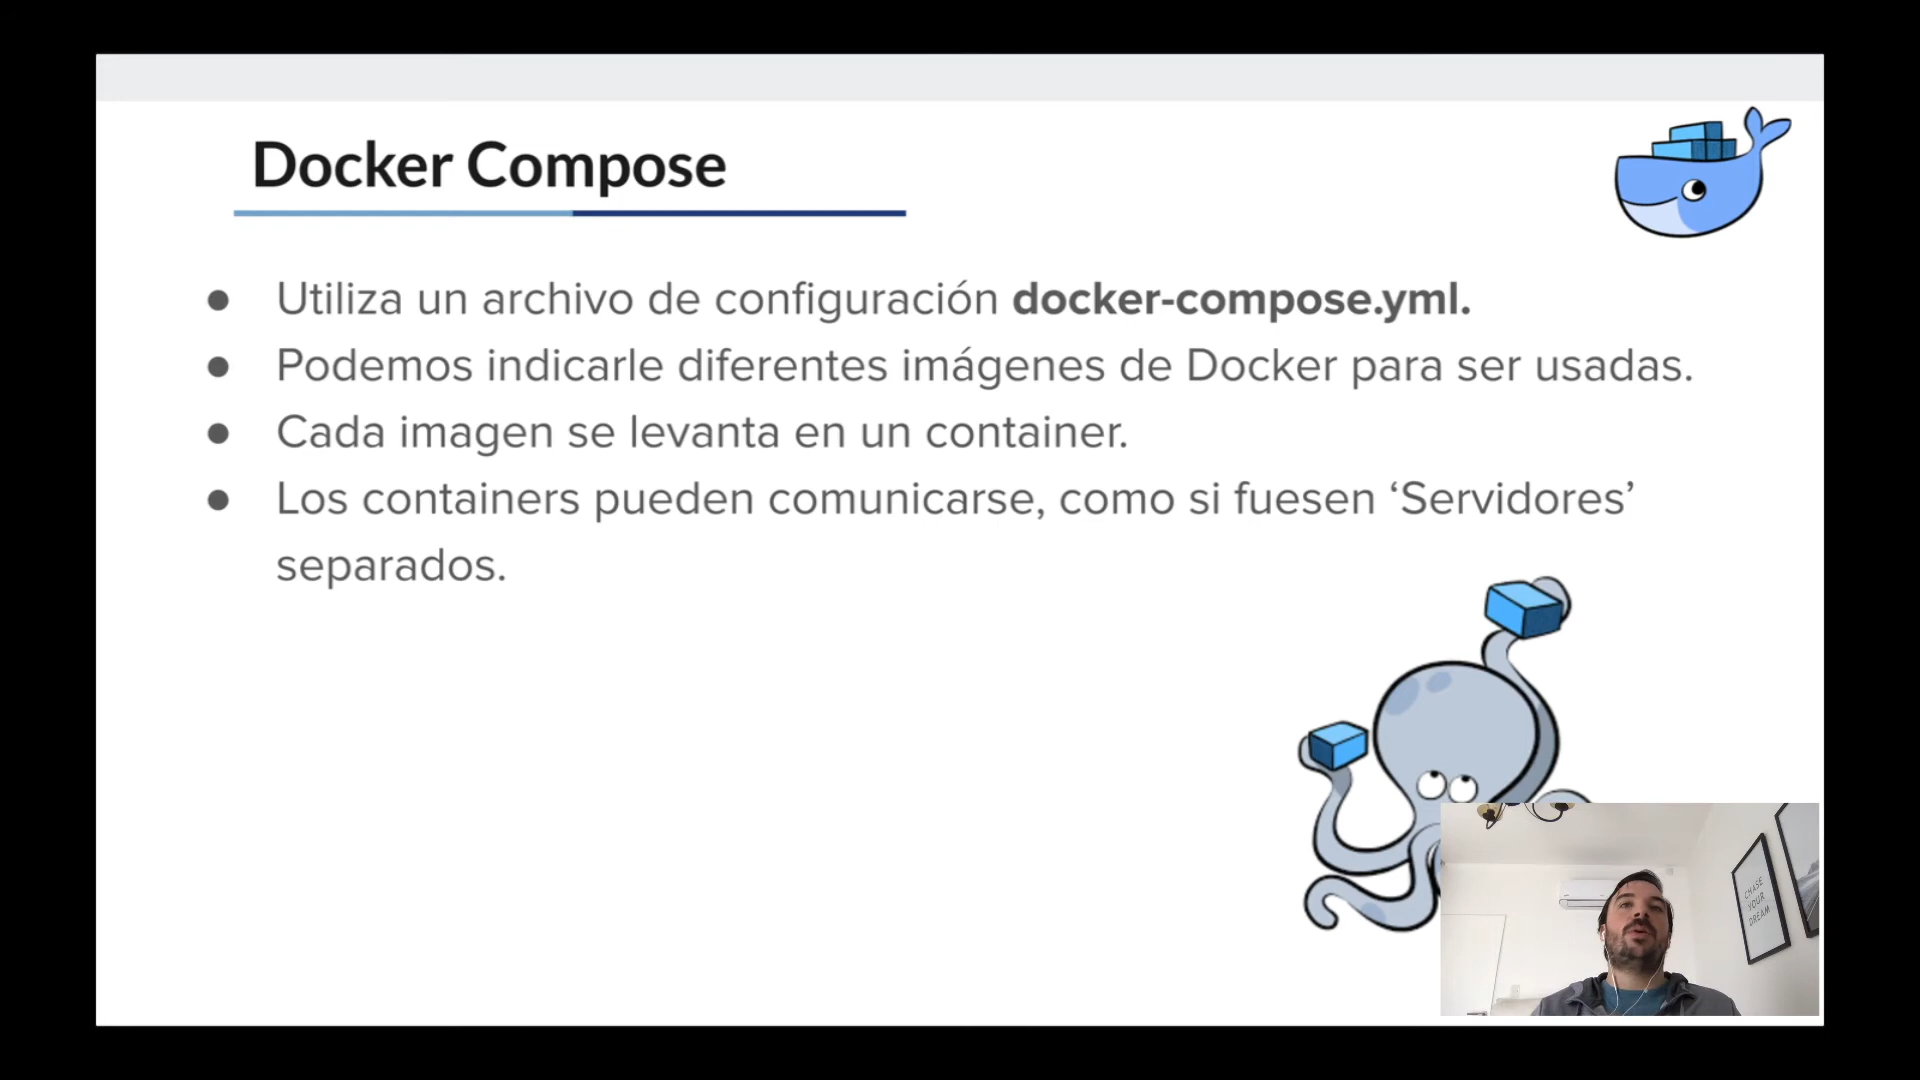 Docker Compose
● Utiliza un archivo de configuración docker-compose.yml.
● Podemos indicarle diferentes imágenes de Docker para ser usadas.
● Cada imagen se levanta en un container.
● Los containers pueden comunicarse, como si fuesen ‘Servidores’
separados.
CHASE
YOUR
DREAM